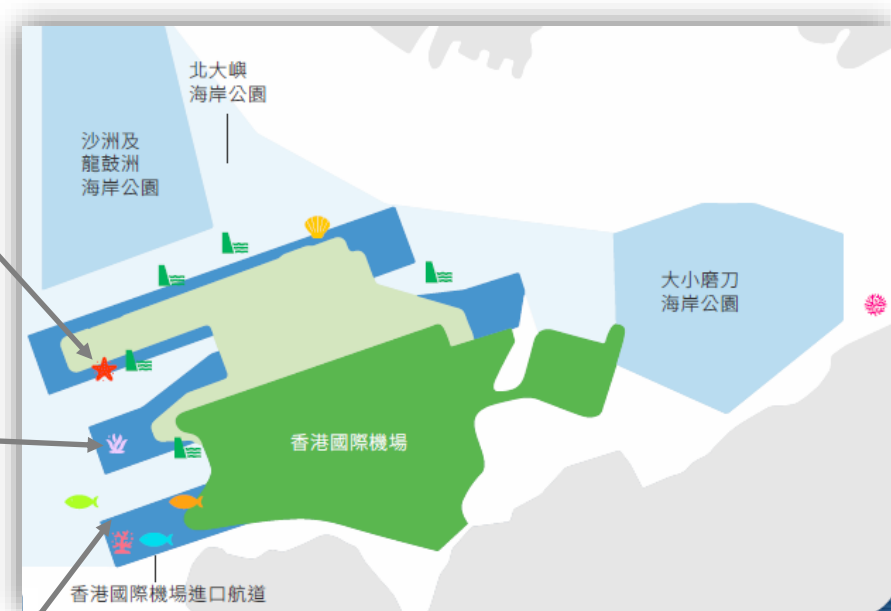 北大嶼
海岸公園
沙洲及
龍鼓洲
海岸公園
大小磨刀
海岸公園
香港國際機場
香港國際機場進口航道